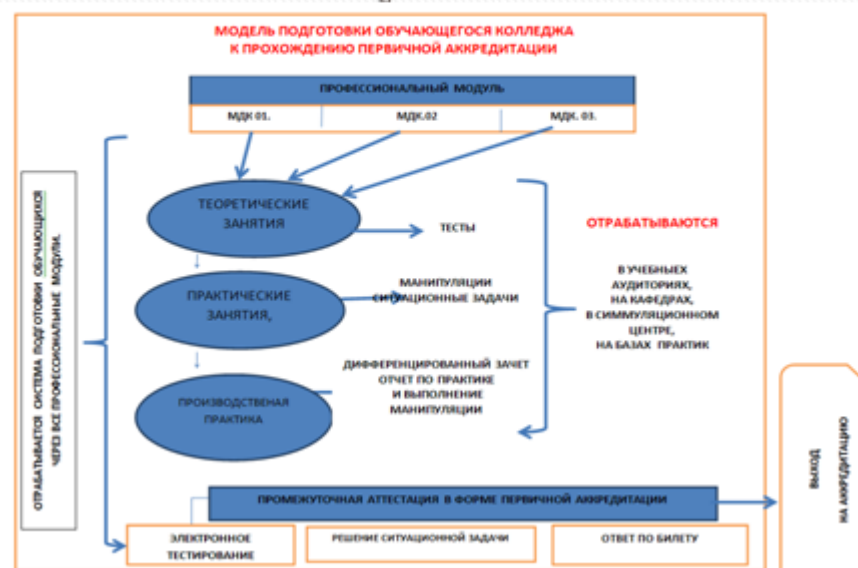 МОДЕЛЬ ПОДГОТОВКИ ОБУЧАЮЩЕГОСЯ КОЛЛЕДЖА
К ПРОХОЖДЕНИЮ ПЕРВИЧНОЙ АККРЕДИТАЦИИ
ПРОФЕССИОНАЛЬНЫЙ МОДУЛЬ
МДК 01.
МДК.02
МДК. 03.
ОТРАБАТЫВАЕТСЯ СИСТЕМА ПОДГОТОВКИ ОБУЧАЮЩИХСЯ
ЧЕРЕЗ ВСЕ ПРОФЕССИОНАЛЬНЫЕ МОДУЛИ.
ТЕОРЕТИЧЕСКИЕ
ЗАНЯТИЯ
ТЕСТЫ
ПРАКТИЧЕСКИЕ
ЗАНЯТИЯ,
МАНИПУЛЯЦИИ
СИТУАЦИОННЫЕ ЗАДАЧИ
ПРОИЗВОДСТВЕНАЯ
ПРАКТИКА
ДИФФЕРЕНЦИРОВАННЫЙ ЗАЧЕТ
ОТЧЕТ ПО ПРАКТИКЕ
И ВЫПОЛНЕНИЕ
МАНИПУЛЯЦИИ
ОТРАБАТЫВАЮТСЯ
В УЧЕБНЫЕХ
АУДИТОРИЯХ,
НА КАФЕДРАХ,
В СИММУЛЯЦИОННОМ
ЦЕНТРЕ,
НА БАЗАХ ПРАКТИК
ПРОМЕЖУТОЧНАЯ АТТЕСТАЦИЯ В ФОРМЕ ПЕРВИЧНОЙ АККРЕДИТАЦИИ
ЭЛЕКТРОННОЕ
ТЕСТИРОВАНИЕ
РЕШЕНИЕ СИТУАЦИОННОЙ ЗАДАЧИ
ОТВЕТ ПО БИЛЕТУ
ВЫХОД
НА АККРЕДИТАЦИЮ